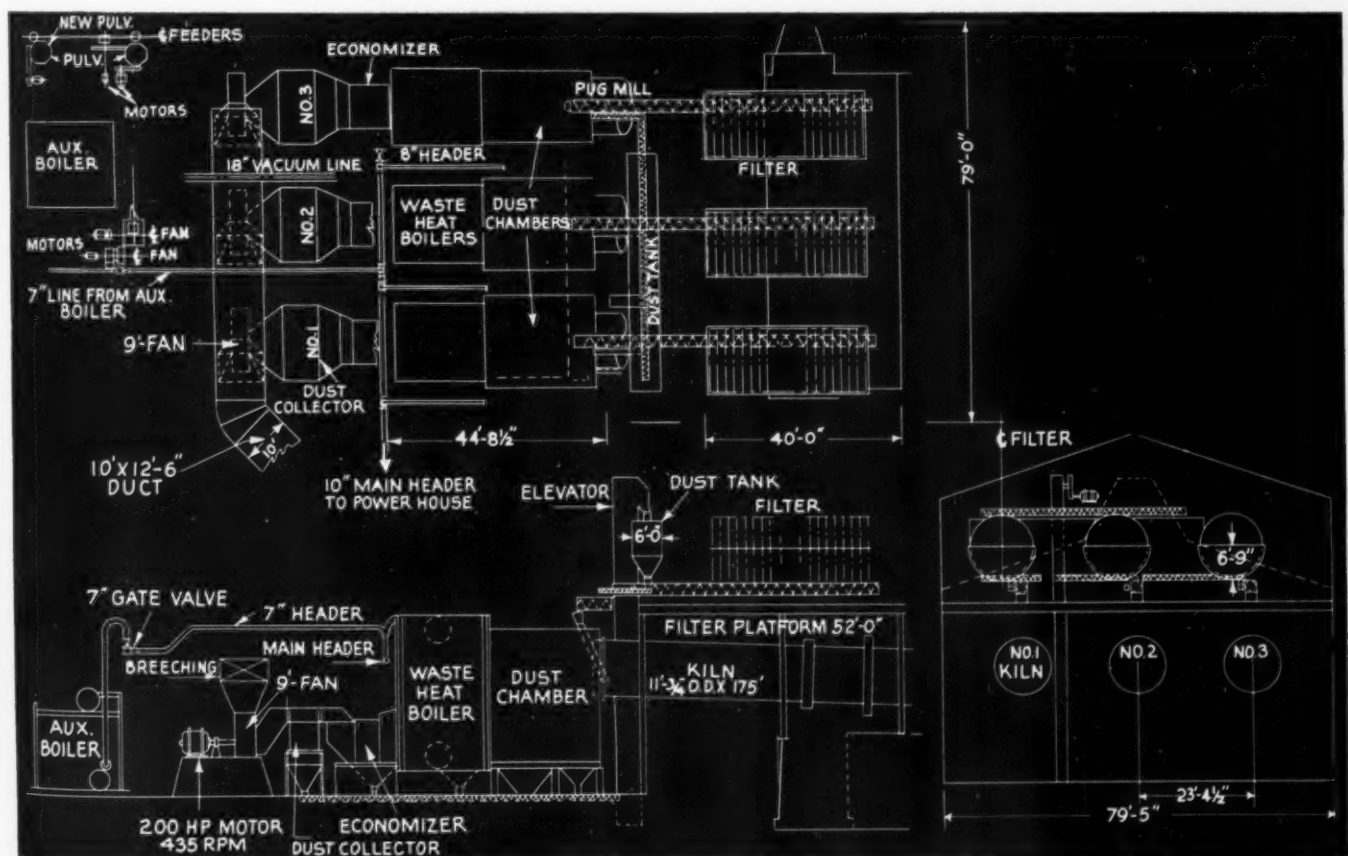 NEW PULV.
℄ FEEDERS
PULV.
MOTORS
ECONOMIZER
NO.3
AUX.
BOILER
18" VACUUM LINE
8" HEADER
PUG MILL
FILTER
79'-0"
NO.2
WASTE
HEAT
BOILERS
DUST
CHAMBERS
MOTORS
℄ FAN
℄ FAN
7" LINE FROM AUX.
BOILER
DUST TANK
9'-FAN
NO.1
DUST
COLLECTOR
10'
10' X 12'-6"
DUCT
44'-8½"
40'-0"
10" MAIN HEADER
TO POWER HOUSE
℄ FILTER
ELEVATOR
DUST TANK
6'-0"
FILTER
6'-9"
7" GATE VALVE
7" HEADER
BREECHING
MAIN HEADER
9'-FAN
AUX.
BOILER
WASTE
HEAT
BOILER
DUST
CHAMBER
FILTER PLATFORM 52'-0"
KILN
11'-¾" O.D. X 175'
NO.1
KILN
NO.2
NO.3
200 HP MOTOR
435 RPM
ECONOMIZER
DUST COLLECTOR
23'-4½"
79'-5"